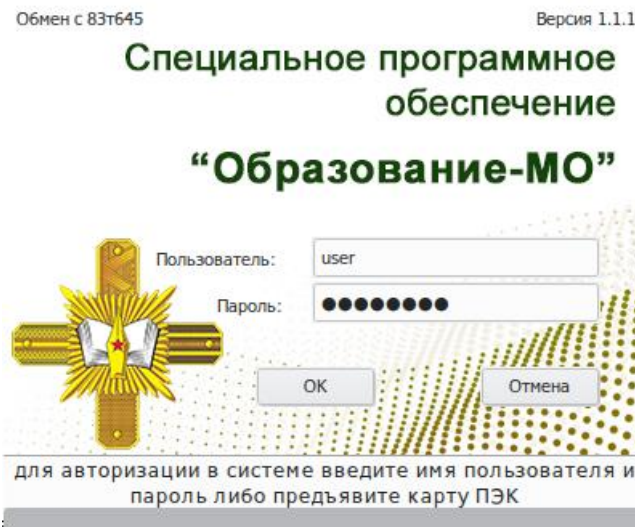 Обмен с 83т645
Версия 1.1.1
Специальное программное
обеспечение
“Образование-МО”
Пользователь:
user
Пароль:
●●●●●●●●
ОК
Отмена
для авторизации в системе введите имя пользователя и
пароль либо предъявите карту ПЭК